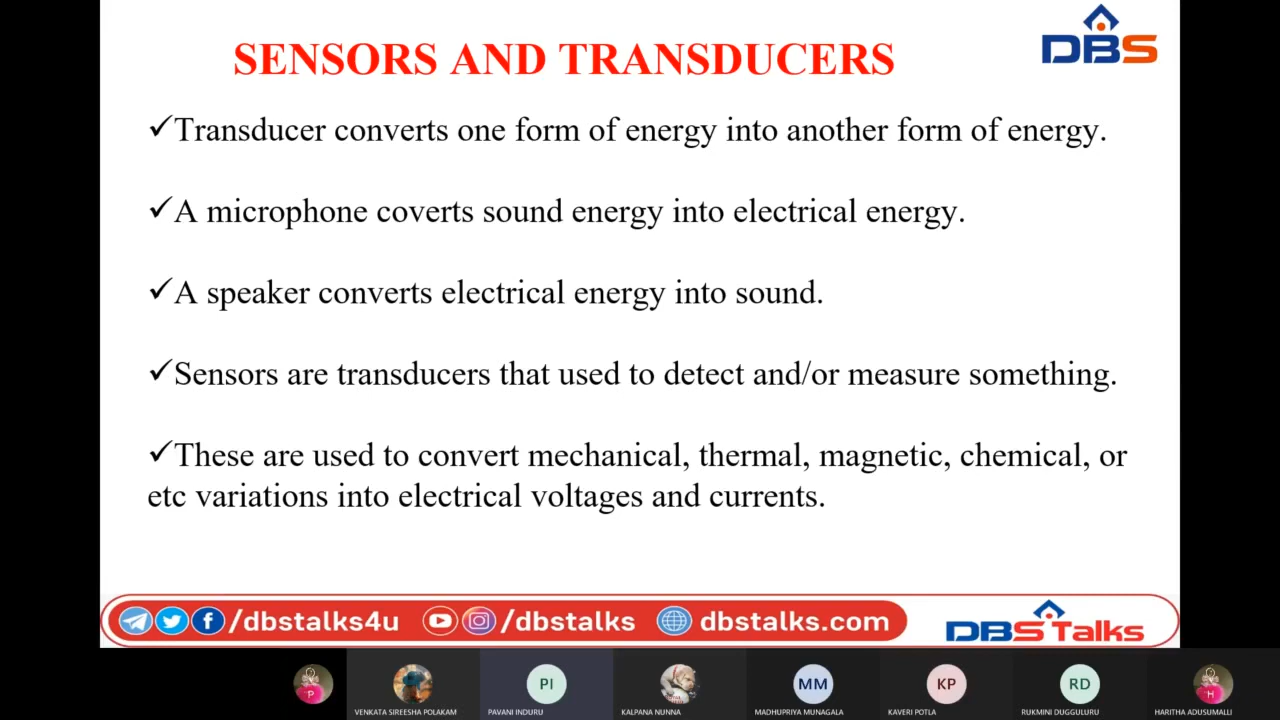 SENSORS AND TRANSDUCERS
DBS
✓Transducer converts one form of energy into another form of energy.
✓A microphone coverts sound energy into electrical energy.
✓A speaker converts electrical energy into sound.
✓Sensors are transducers that used to detect and/or measure something.
✓These are used to convert mechanical, thermal, magnetic, chemical, or
etc variations into electrical voltages and currents.
/dbstalks4u /dbstalks dbstalks.com
DBS Talks
P PI MM KP RD H
VENKATA SIREESHA POLAKAM PAVANI INDURU KALPANA NUNNA MADHUPRIYA MUNAGALA KAVERI POTLA RUKMINI DUGGULURU HARITHA ADUSUMALLI